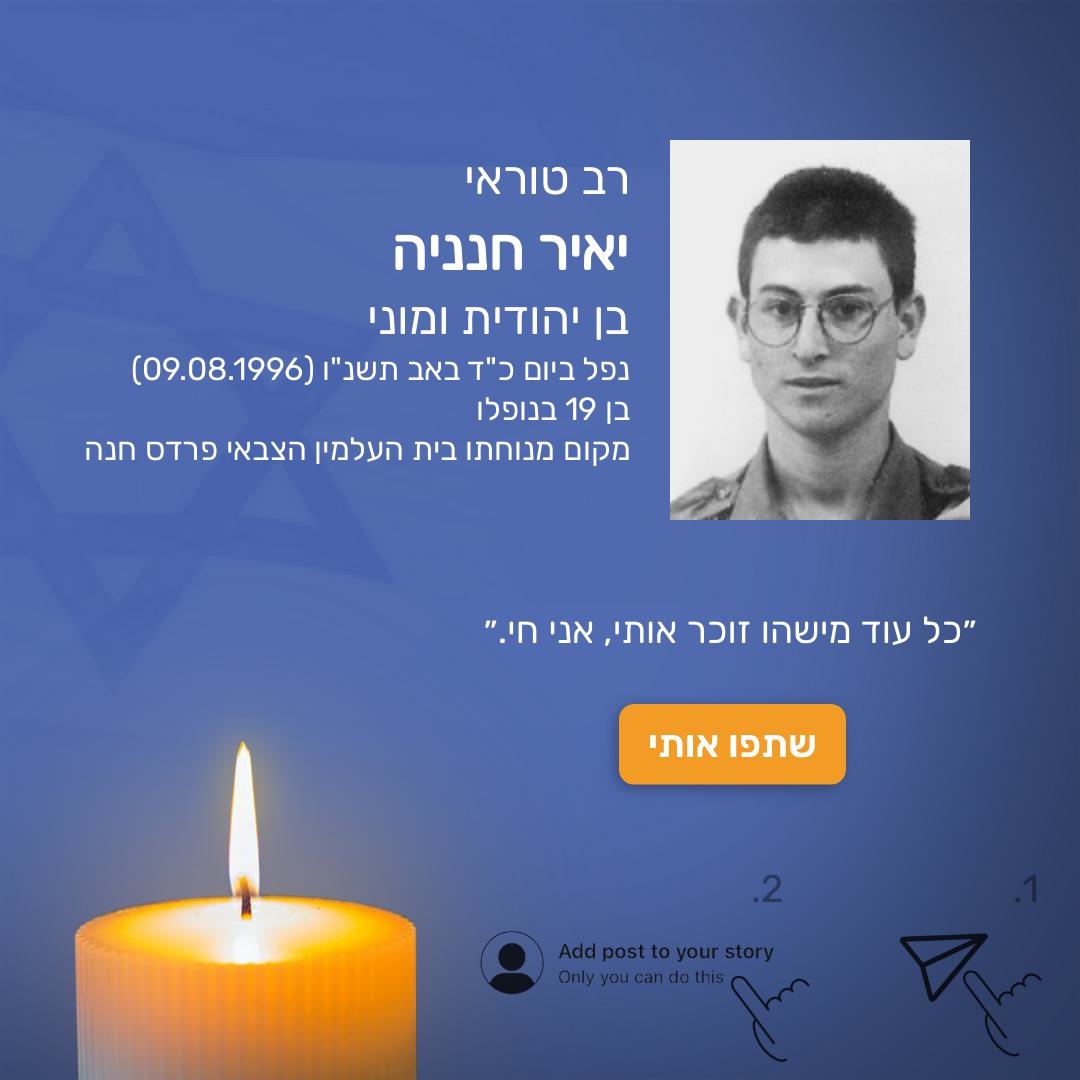 רב טוראי
יאיר חנניה
בן יהודית ומוני
נפל ביום כ"ד באב תשנ"ו (09.08.1996)
בן 19 בנופלו
מקום מנוחתו בית העלמין הצבאי פרדס חנה
״כל עוד מישהו זוכר אותי, אני חי.״
שתפו אותי
.1
.2
Add post to your story
Only you can do this